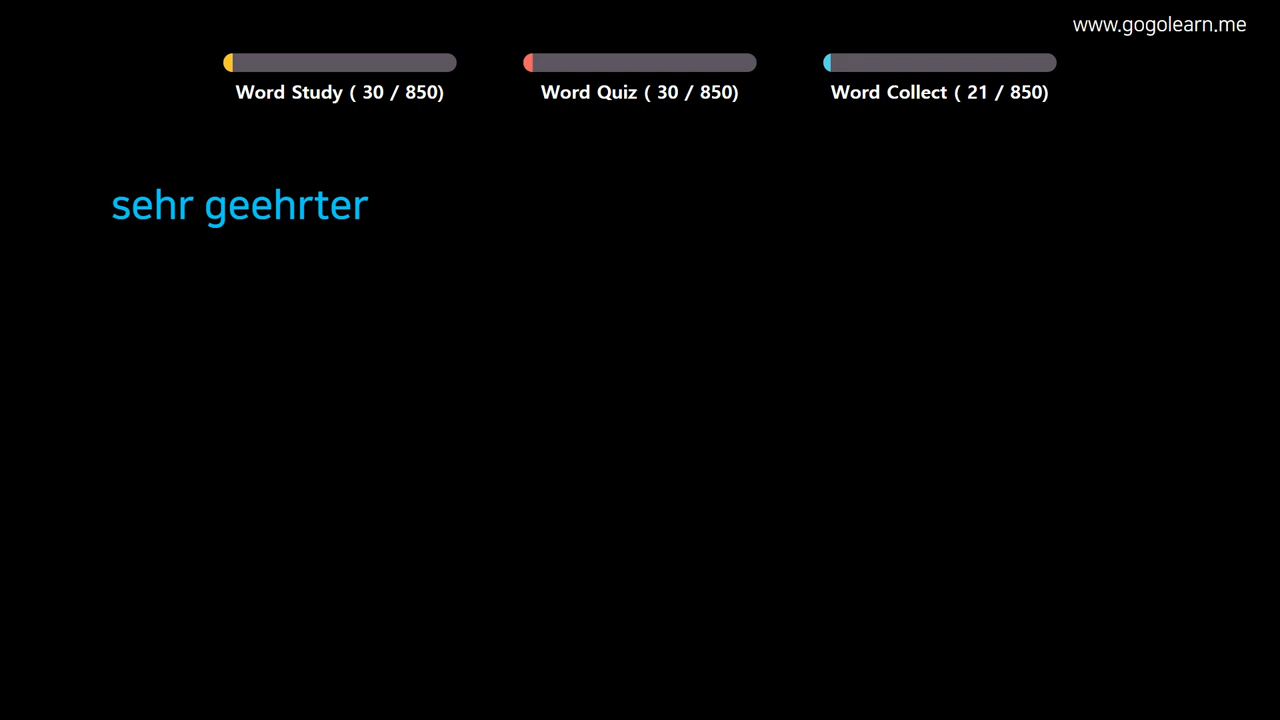 www.gogolearn.me
Word Study ( 30 / 850)
Word Quiz ( 30 / 850)
Word Collect ( 21 / 850)
sehr geehrter